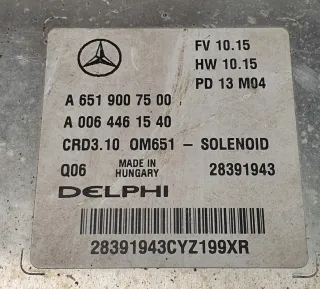 FV 10.15
HW 10.15
PD 13 M04
A 651 900 75 00
A 006 446 15 40
CRD3.10 OM651 - SOLENOID
Q06 MADE IN HUNGARY 28391943
DELPHI
28391943CYZ199XR